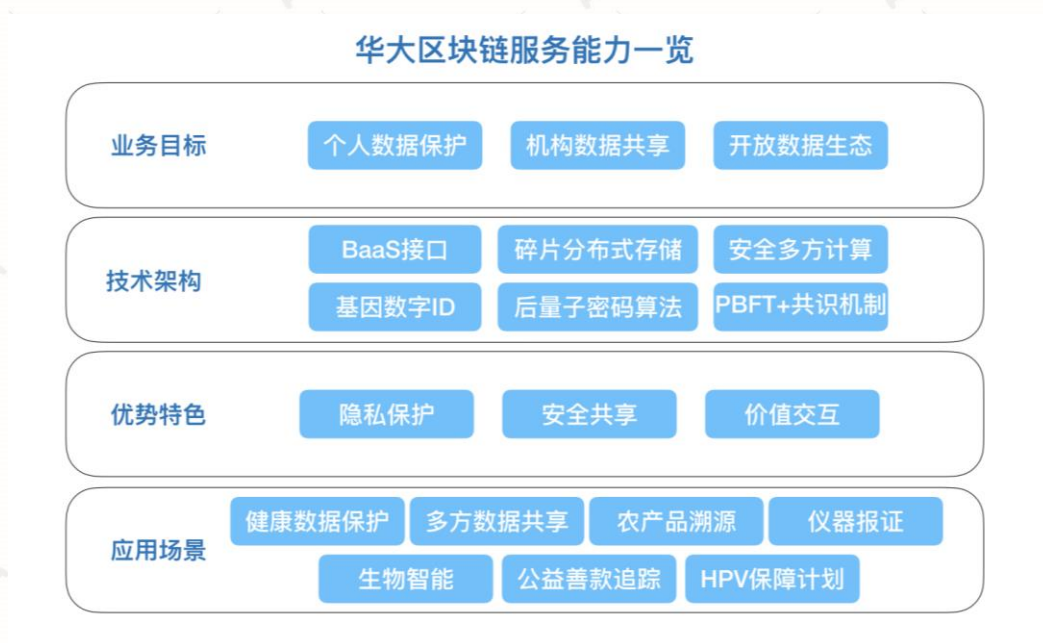 华大区块链服务能力一览
业务目标
个人数据保护
机构数据共享
开放数据生态
技术架构
BaaS接口
碎片分布式存储
安全多方计算
基因数字ID
后量子密码算法
PBFT+共识机制
优势特色
隐私保护
安全共享
价值交互
应用场景
健康数据保护
多方数据共享
农产品溯源
仪器报证
生物智能
公益善款追踪
HPV保障计划